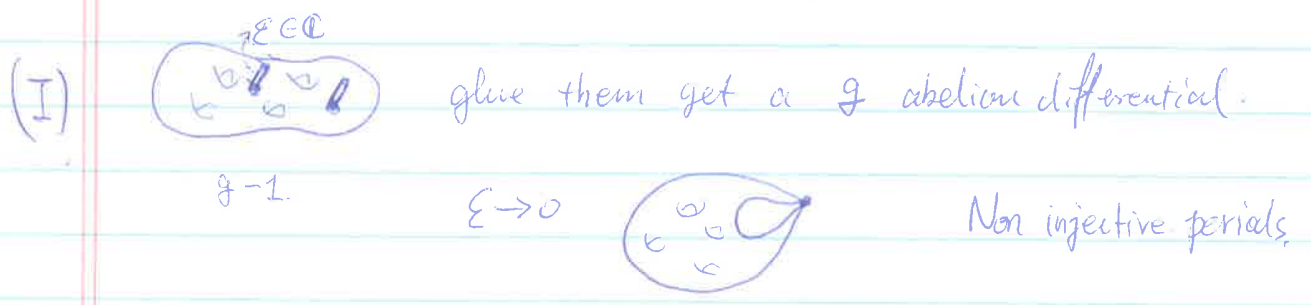 ε ∈ ℂ
(I) glue them get a g abelian differential.
g-1.
ε → 0 Non injective periods.